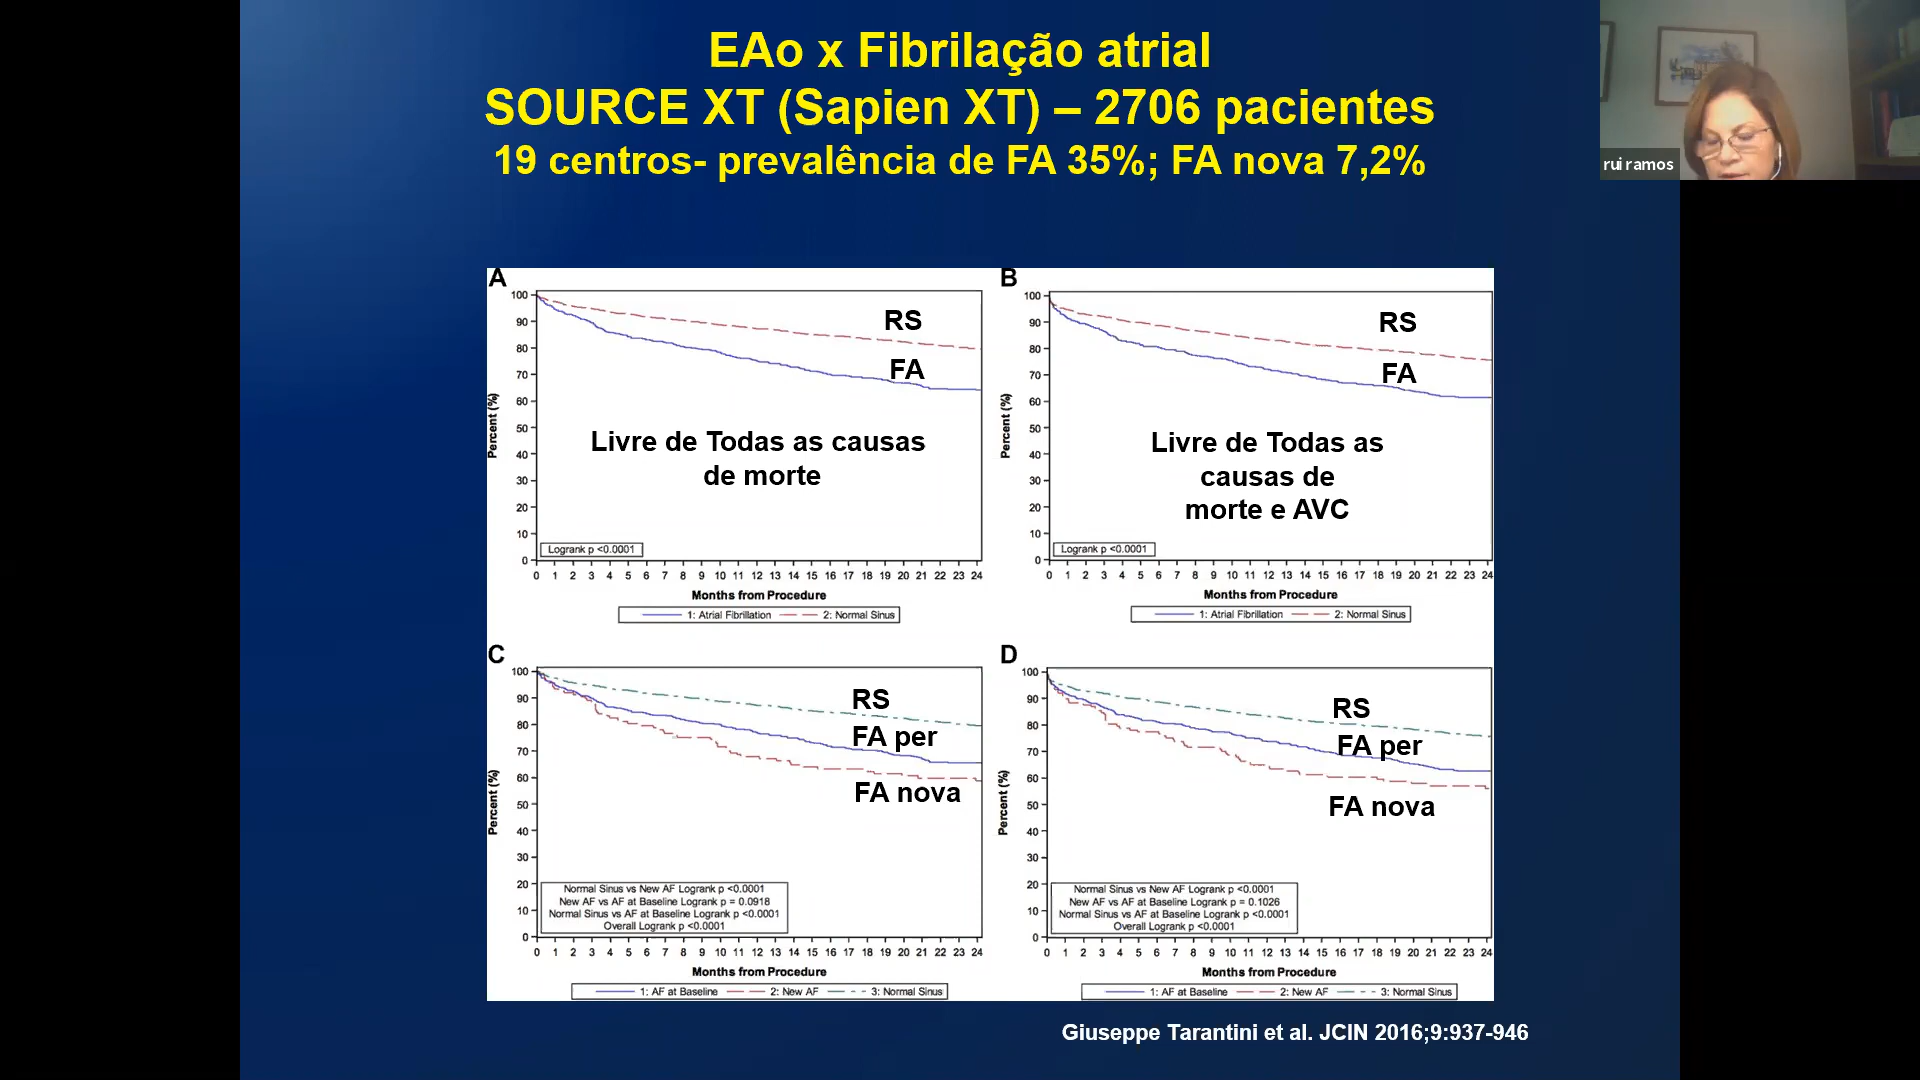 EAo x Fibrilação atrial
SOURCE XT (Sapien XT) – 2706 pacientes
19 centros- prevalência de FA 35%; FA nova 7,2%
rui ramos
A
100
90
80
70
60
50
40
30
20
10
0
Percent (%)
RS
FA
Livre de Todas as causas
de morte
Logrank p <0.0001
0 1 2 3 4 5 6 7 8 9 10 11 12 13 14 15 16 17 18 19 20 21 22 23 24
Months from Procedure
1: Atrial Fibrillation 2: Normal Sinus
B
100
90
80
70
60
50
40
30
20
10
0
Percent (%)
RS
FA
Livre de Todas as
causas de
morte e AVC
Logrank p <0.0001
0 1 2 3 4 5 6 7 8 9 10 11 12 13 14 15 16 17 18 19 20 21 22 23 24
Months from Procedure
1: Atrial Fibrillation 2: Normal Sinus
C
100
90
80
70
60
50
40
30
20
10
0
Percent (%)
RS
FA per
FA nova
Normal Sinus vs New AF Logrank p <0.0001
New AF vs AF at Baseline Logrank p = 0.0918
Normal Sinus vs AF at Baseline Logrank p <0.0001
Overall Logrank p <0.0001
0 1 2 3 4 5 6 7 8 9 10 11 12 13 14 15 16 17 18 19 20 21 22 23 24
Months from Procedure
1: AF at Baseline 2: New AF 3: Normal Sinus
D
100
90
80
70
60
50
40
30
20
10
0
Percent (%)
RS
FA per
FA nova
Normal Sinus vs New AF Logrank p <0.0001
New AF vs AF at Baseline Logrank p = 0.1026
Normal Sinus vs AF at Baseline Logrank p <0.0001
Overall Logrank p <0.0001
0 1 2 3 4 5 6 7 8 9 10 11 12 13 14 15 16 17 18 19 20 21 22 23 24
Months from Procedure
1: AF at Baseline 2: New AF 3: Normal Sinus
Giuseppe Tarantini et al. JCIN 2016;9:937-946